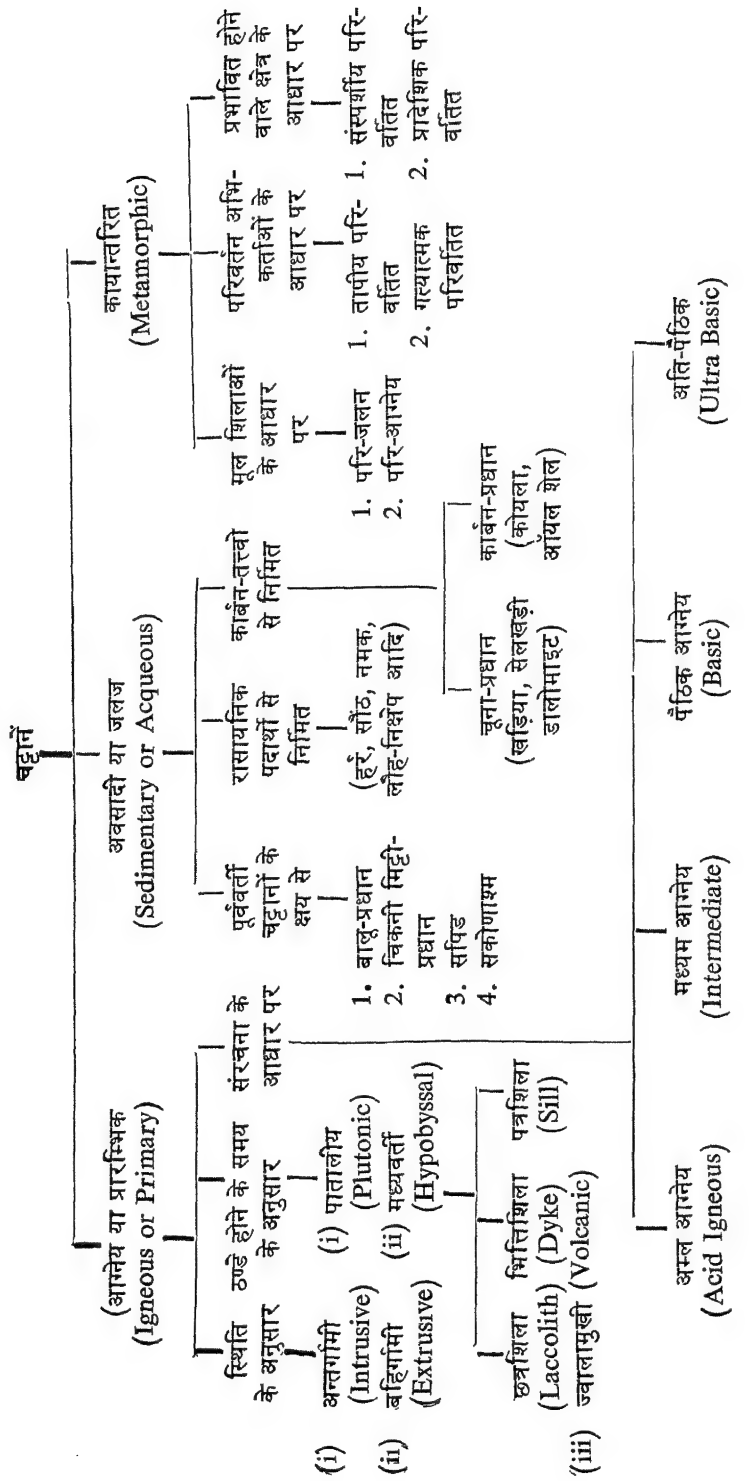 चट्टानें
(आग्नेय या प्रारम्भिक
(Igneous or Primary)
स्थिति
के अनुसार
(i) अन्तर्गामी
(Intrusive)
(ii) बहिर्गामी
(Extrusive)
ठण्डे होने के समय
के अनुसार
(i) पातालीय
(Plutonic)
(ii) मध्यवर्ती
(Hypobyssal)
छत्रशिला
(Laccolith)
भित्तिशिला
(Dyke)
पत्रशिला
(Sill)
(iii) ज्वालामुखी (Volcanic)
संरचना के
आधार पर
अम्ल आग्नेय
(Acid Igneous)
मध्यम आग्नेय
(Intermediate)
पैठिक आग्नेय
(Basic)
अति-पैठिक
(Ultra Basic)
अवसादी या जलज
(Sedimentary or Acqueous)
पूर्ववर्ती
चट्टानों के
क्षय से
1. बालू-प्रधान
2. चिकनी मिट्टी-
प्रधान
3. सपिंड
4. सकोणाश्म
रासायनिक
पदार्थों से
निर्मित
(हर्र, सौंठ, नमक,
लौह-निक्षेप आदि)
कार्बन-तत्त्वो
से निर्मित
चूना-प्रधान
(खड़िया, सेलखड़ी
डालोमाइट)
कार्बन-प्रधान
(कोयला,
ऑयल शेल)
कायान्तरित
(Metamorphic)
मूल शिलाओं
के आधार
पर
1. परि-जलन
2. परि-आग्नेय
परिवर्तन अभि-
कर्ताओं के
आधार पर
1. तापीय परि-
वर्तित
2. गत्यात्मक
परिवर्तित
प्रभावित होने
वाले क्षेत्र के
आधार पर
1. संस्पर्शीय परि-
वर्तित
2. प्रादेशिक परि-
वर्तित